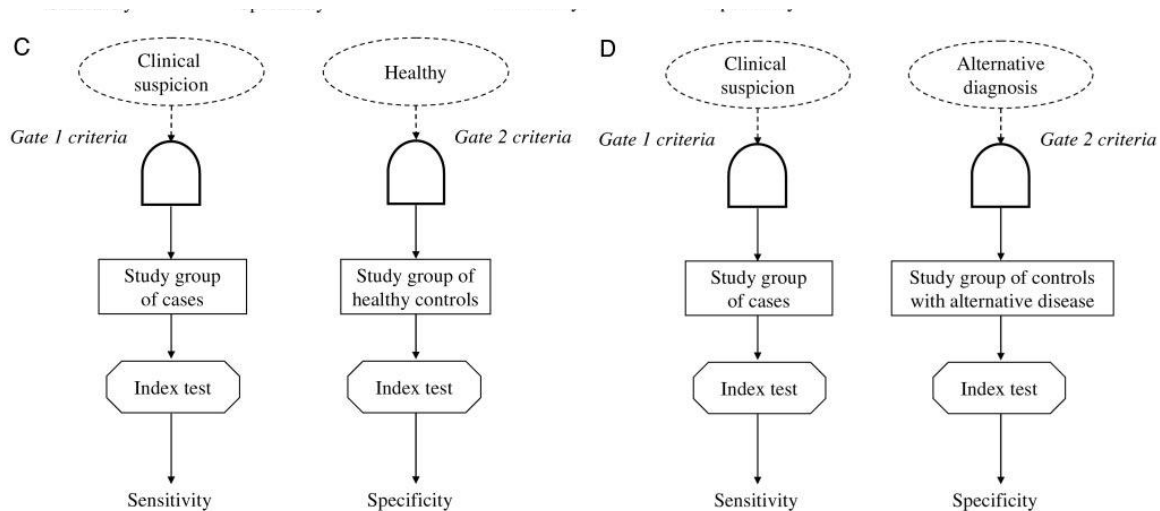 C
Clinical
suspicion
Healthy
Gate 1 criteria
Gate 2 criteria
Study group
of cases
Study group of
healthy controls
Index test
Index test
Sensitivity
Specificity
D
Clinical
suspicion
Alternative
diagnosis
Gate 1 criteria
Gate 2 criteria
Study group
of cases
Study group of controls
with alternative disease
Index test
Index test
Sensitivity
Specificity